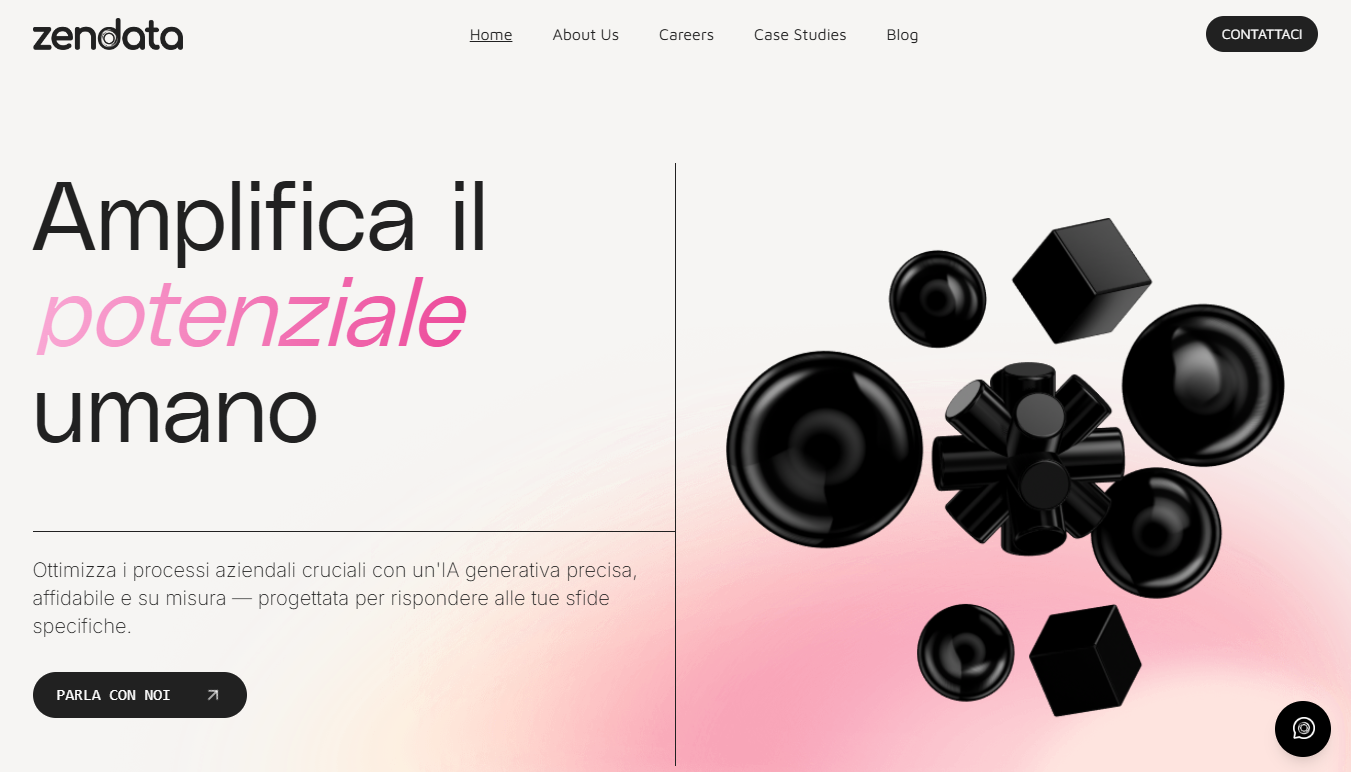 zendata
Home About Us Careers Case Studies Blog
CONTATTACI
Amplifica il
potenziale
umano
Ottimizza i processi aziendali cruciali con un'IA generativa precisa,
affidabile e su misura — progettata per rispondere alle tue sfide
specifiche.
PARLA CON NOI